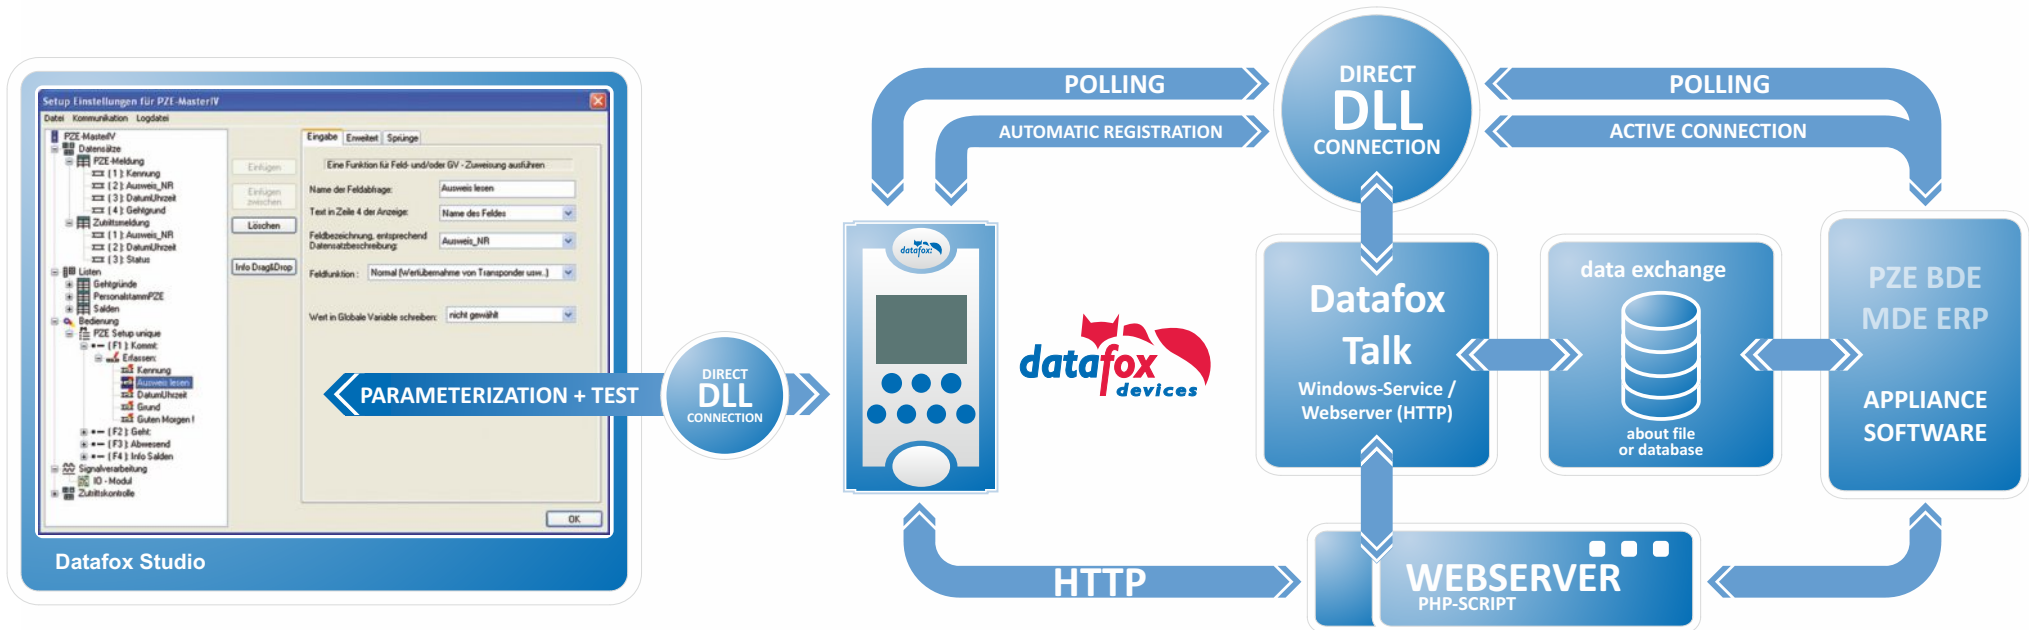 Setup Einstellungen für PZE-MasterIV
Datei Kommunikation Logdatei
PZE-MasterIV
Datensätze
PZE-Meldung
( 1 ): Kennung
( 2 ): Ausweis_NR
( 3 ): DatumUhrzeit
( 4 ): Gehtgrund
Zutrittsmeldung
( 1 ): Ausweis_NR
( 2 ): DatumUhrzeit
( 3 ): Status
Listen
Gehtgründe
PersonalstammPZE
Salden
Bedienung
PZE Setup unique
( F1 ): Kommt:
Erfassen:
Kennung
Ausweis lesen
DatumUhrzeit
Grund
Guten Morgen !
( F2 ): Geht:
( F3 ): Abwesend
( F4 ): Info Salden
Signalverarbeitung
IO - Modul
Zutrittskontrolle
Einfügen
Einfügen
zwischen
Löschen
Info Drag&Drop
Eingabe Erweitert Sprünge
Eine Funktion für Feld- und/oder GV - Zuweisung ausführen
Name der Feldabfrage: Ausweis lesen
Text in Zeile 4 der Anzeige: Name des Feldes
Feldbezeichnung, entsprechend
Datensatzbeschreibung: Ausweis_NR
Feldfunktion : Normal (Wertübernahme von Transponder usw..)
Wert in Globale Variable schreiben: nicht gewählt
OK
Datafox Studio
PARAMETERIZATION + TEST
DIRECT
DLL
CONNECTION
datafox
datafox
devices
POLLING
AUTOMATIC REGISTRATION
DIRECT
DLL
CONNECTION
POLLING
ACTIVE CONNECTION
Datafox
Talk
Windows-Service /
Webserver (HTTP)
data exchange
about file
or database
PZE BDE
MDE ERP
APPLIANCE
SOFTWARE
HTTP
WEBSERVER
PHP-SCRIPT